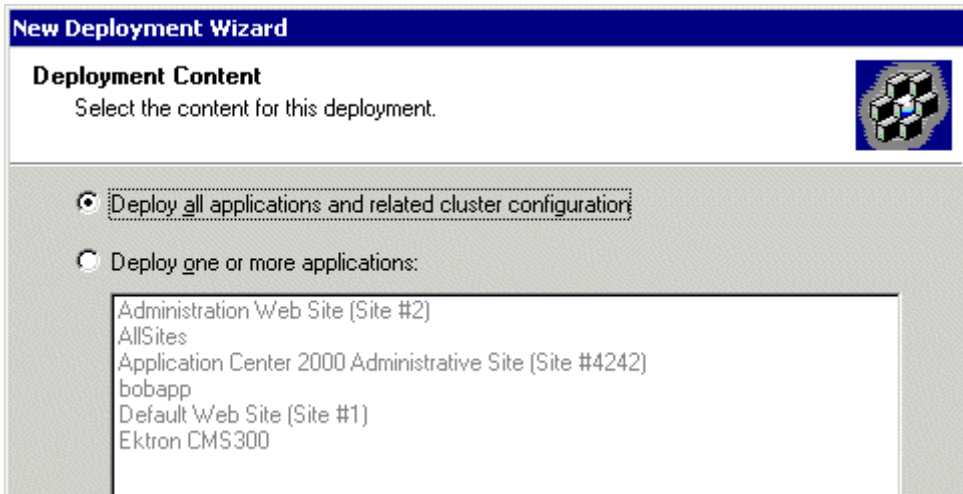 New Deployment Wizard
Deployment Content
Select the content for this deployment.
Deploy all applications and related cluster configuration
Deploy one or more applications:
Administration Web Site (Site #2)
AllSites
Application Center 2000 Administrative Site (Site #4242)
bobapp
Default Web Site (Site #1)
Ektron CMS300